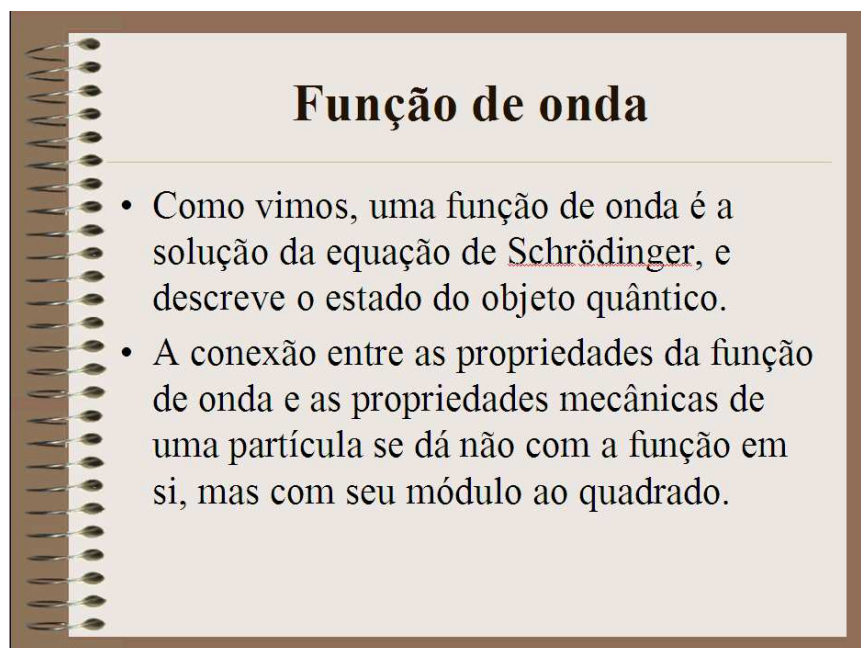 Função de onda
• Como vimos, uma função de onda é a
solução da equação de Schrödinger, e
descreve o estado do objeto quântico.
• A conexão entre as propriedades da função
de onda e as propriedades mecânicas de
uma partícula se dá não com a função em
si, mas com seu módulo ao quadrado.